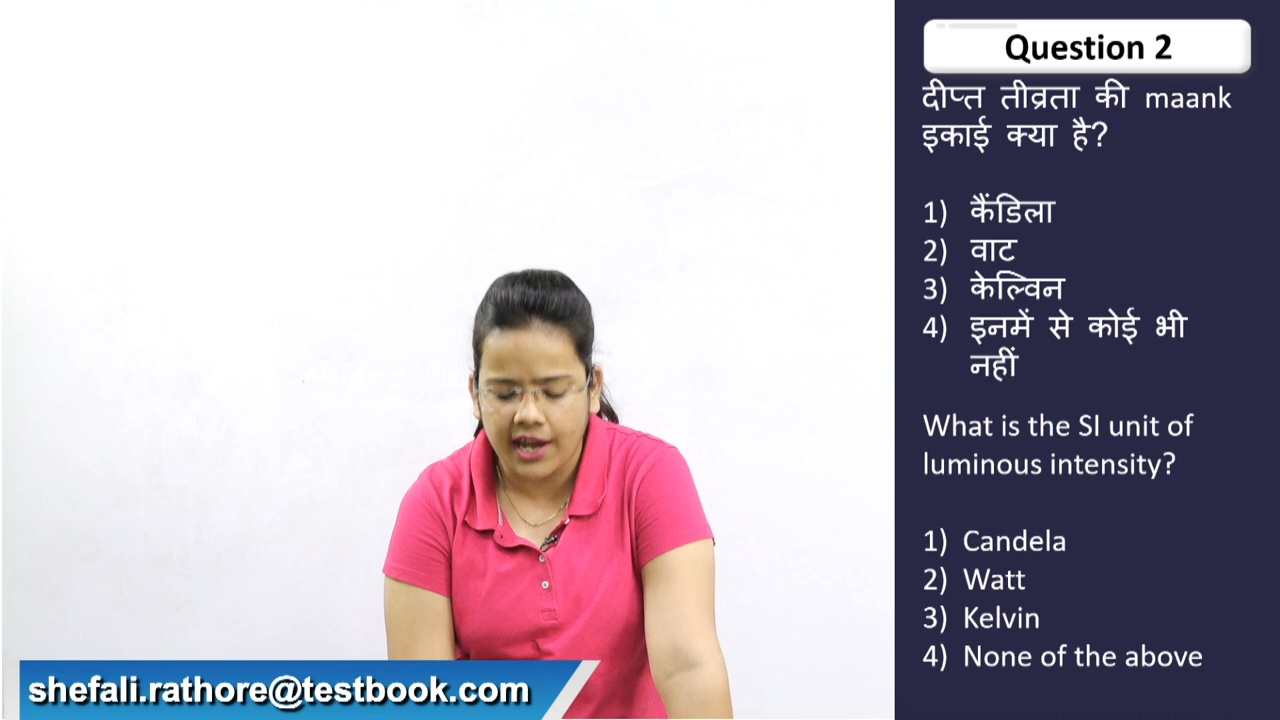 Question 2
दीप्त तीव्रता की maank
इकाई क्या है?
1) कैंडिला
2) वाट
3) केल्विन
4) इनमें से कोई भी
नहीं
What is the SI unit of
luminous intensity?
1) Candela
2) Watt
3) Kelvin
4) None of the above
shefali.rathore@testbook.com